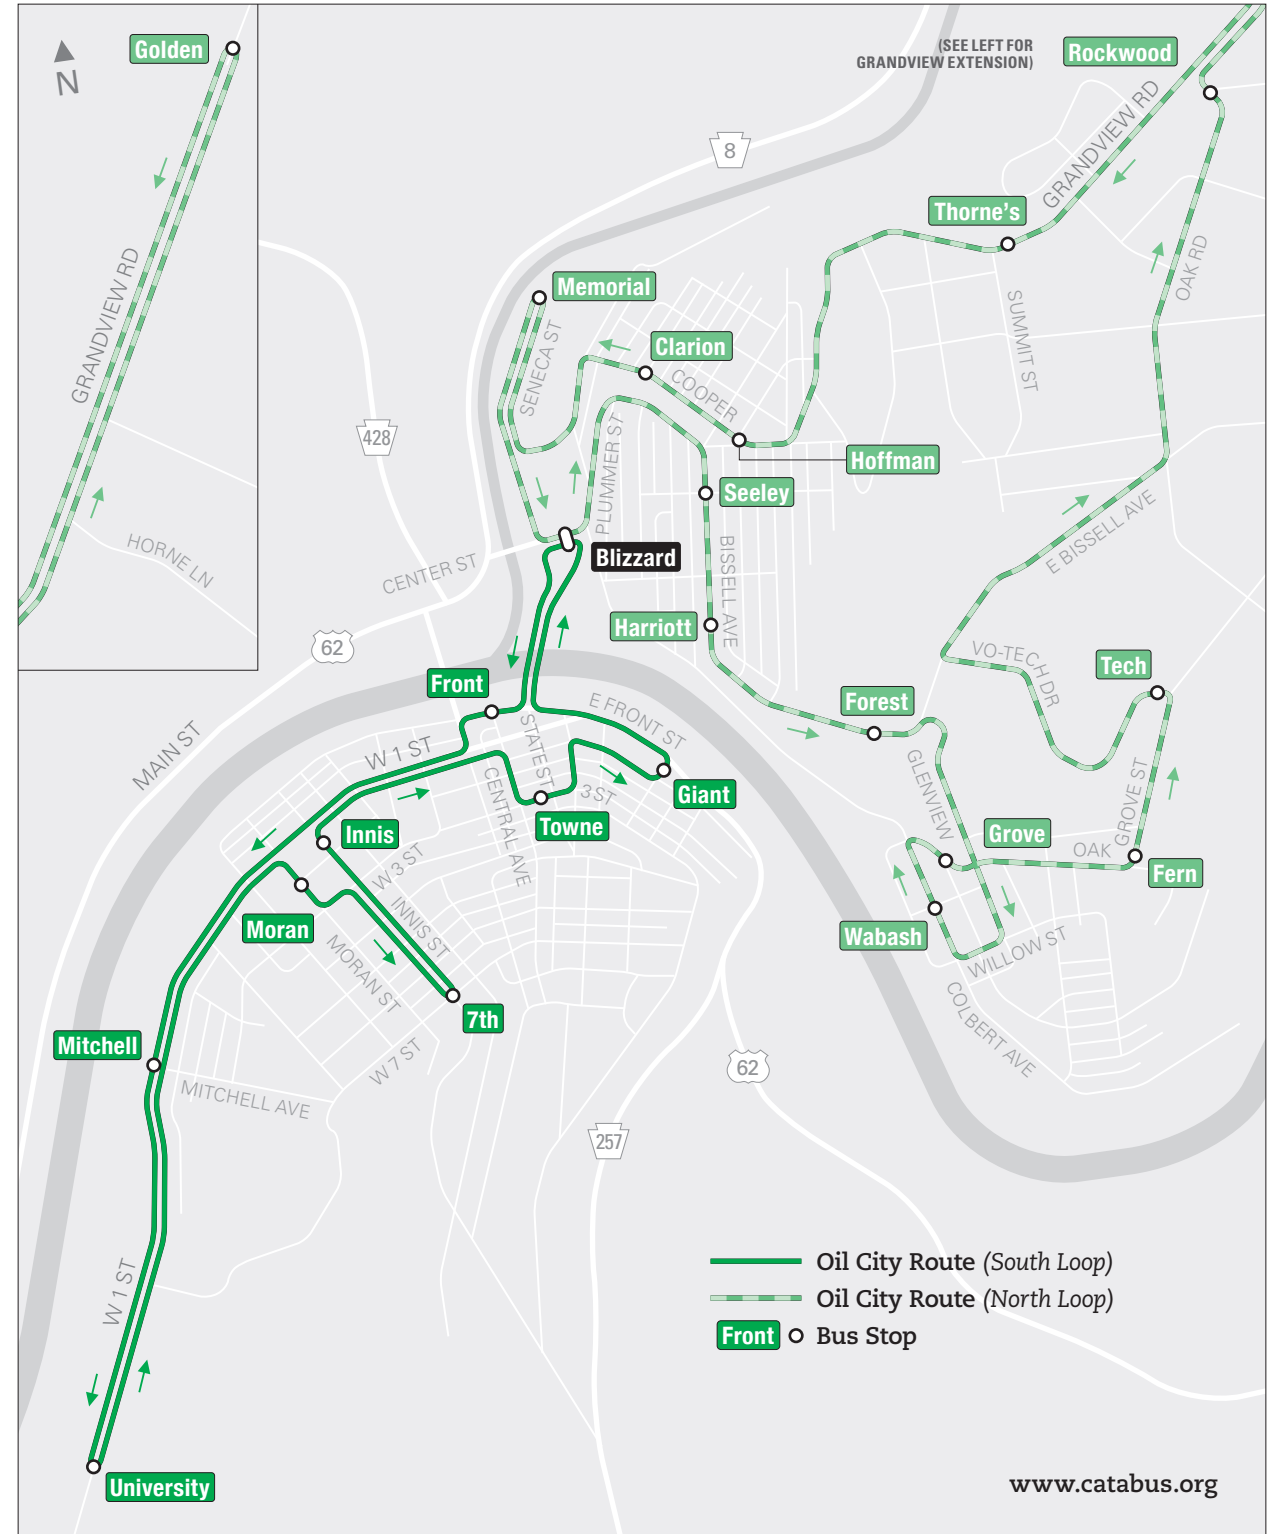 Golden
N
GRANDVIEW RD
HORNE LN
(SEE LEFT FOR
GRANDVIEW EXTENSION)
Rockwood
8
GRANDVIEW RD
Thorne's
OAK RD
Memorial
SENECA ST
Clarion
COOPER
SUMMIT ST
428
PLUMMER ST
Hoffman
Seeley
E BISSELL AVE
Blizzard
BISSELL AVE
CENTER ST
62
Harriott
VO-TECH DR
Tech
Front
E FRONT ST
Forest
MAIN ST
W 1 ST
STATE ST
GLENVIEW
3 ST
Giant
CENTRAL AVE
GROVE ST
Innis
Towne
Grove
OAK
W 3 ST
Fern
INNIS ST
Moran
Wabash
MORAN ST
WILLOW ST
7th
COLBERT AVE
Mitchell
W 7 ST
62
MITCHELL AVE
257
Oil City Route (South Loop)
W 1 ST
Oil City Route (North Loop)
Front Bus Stop
University
www.catabus.org